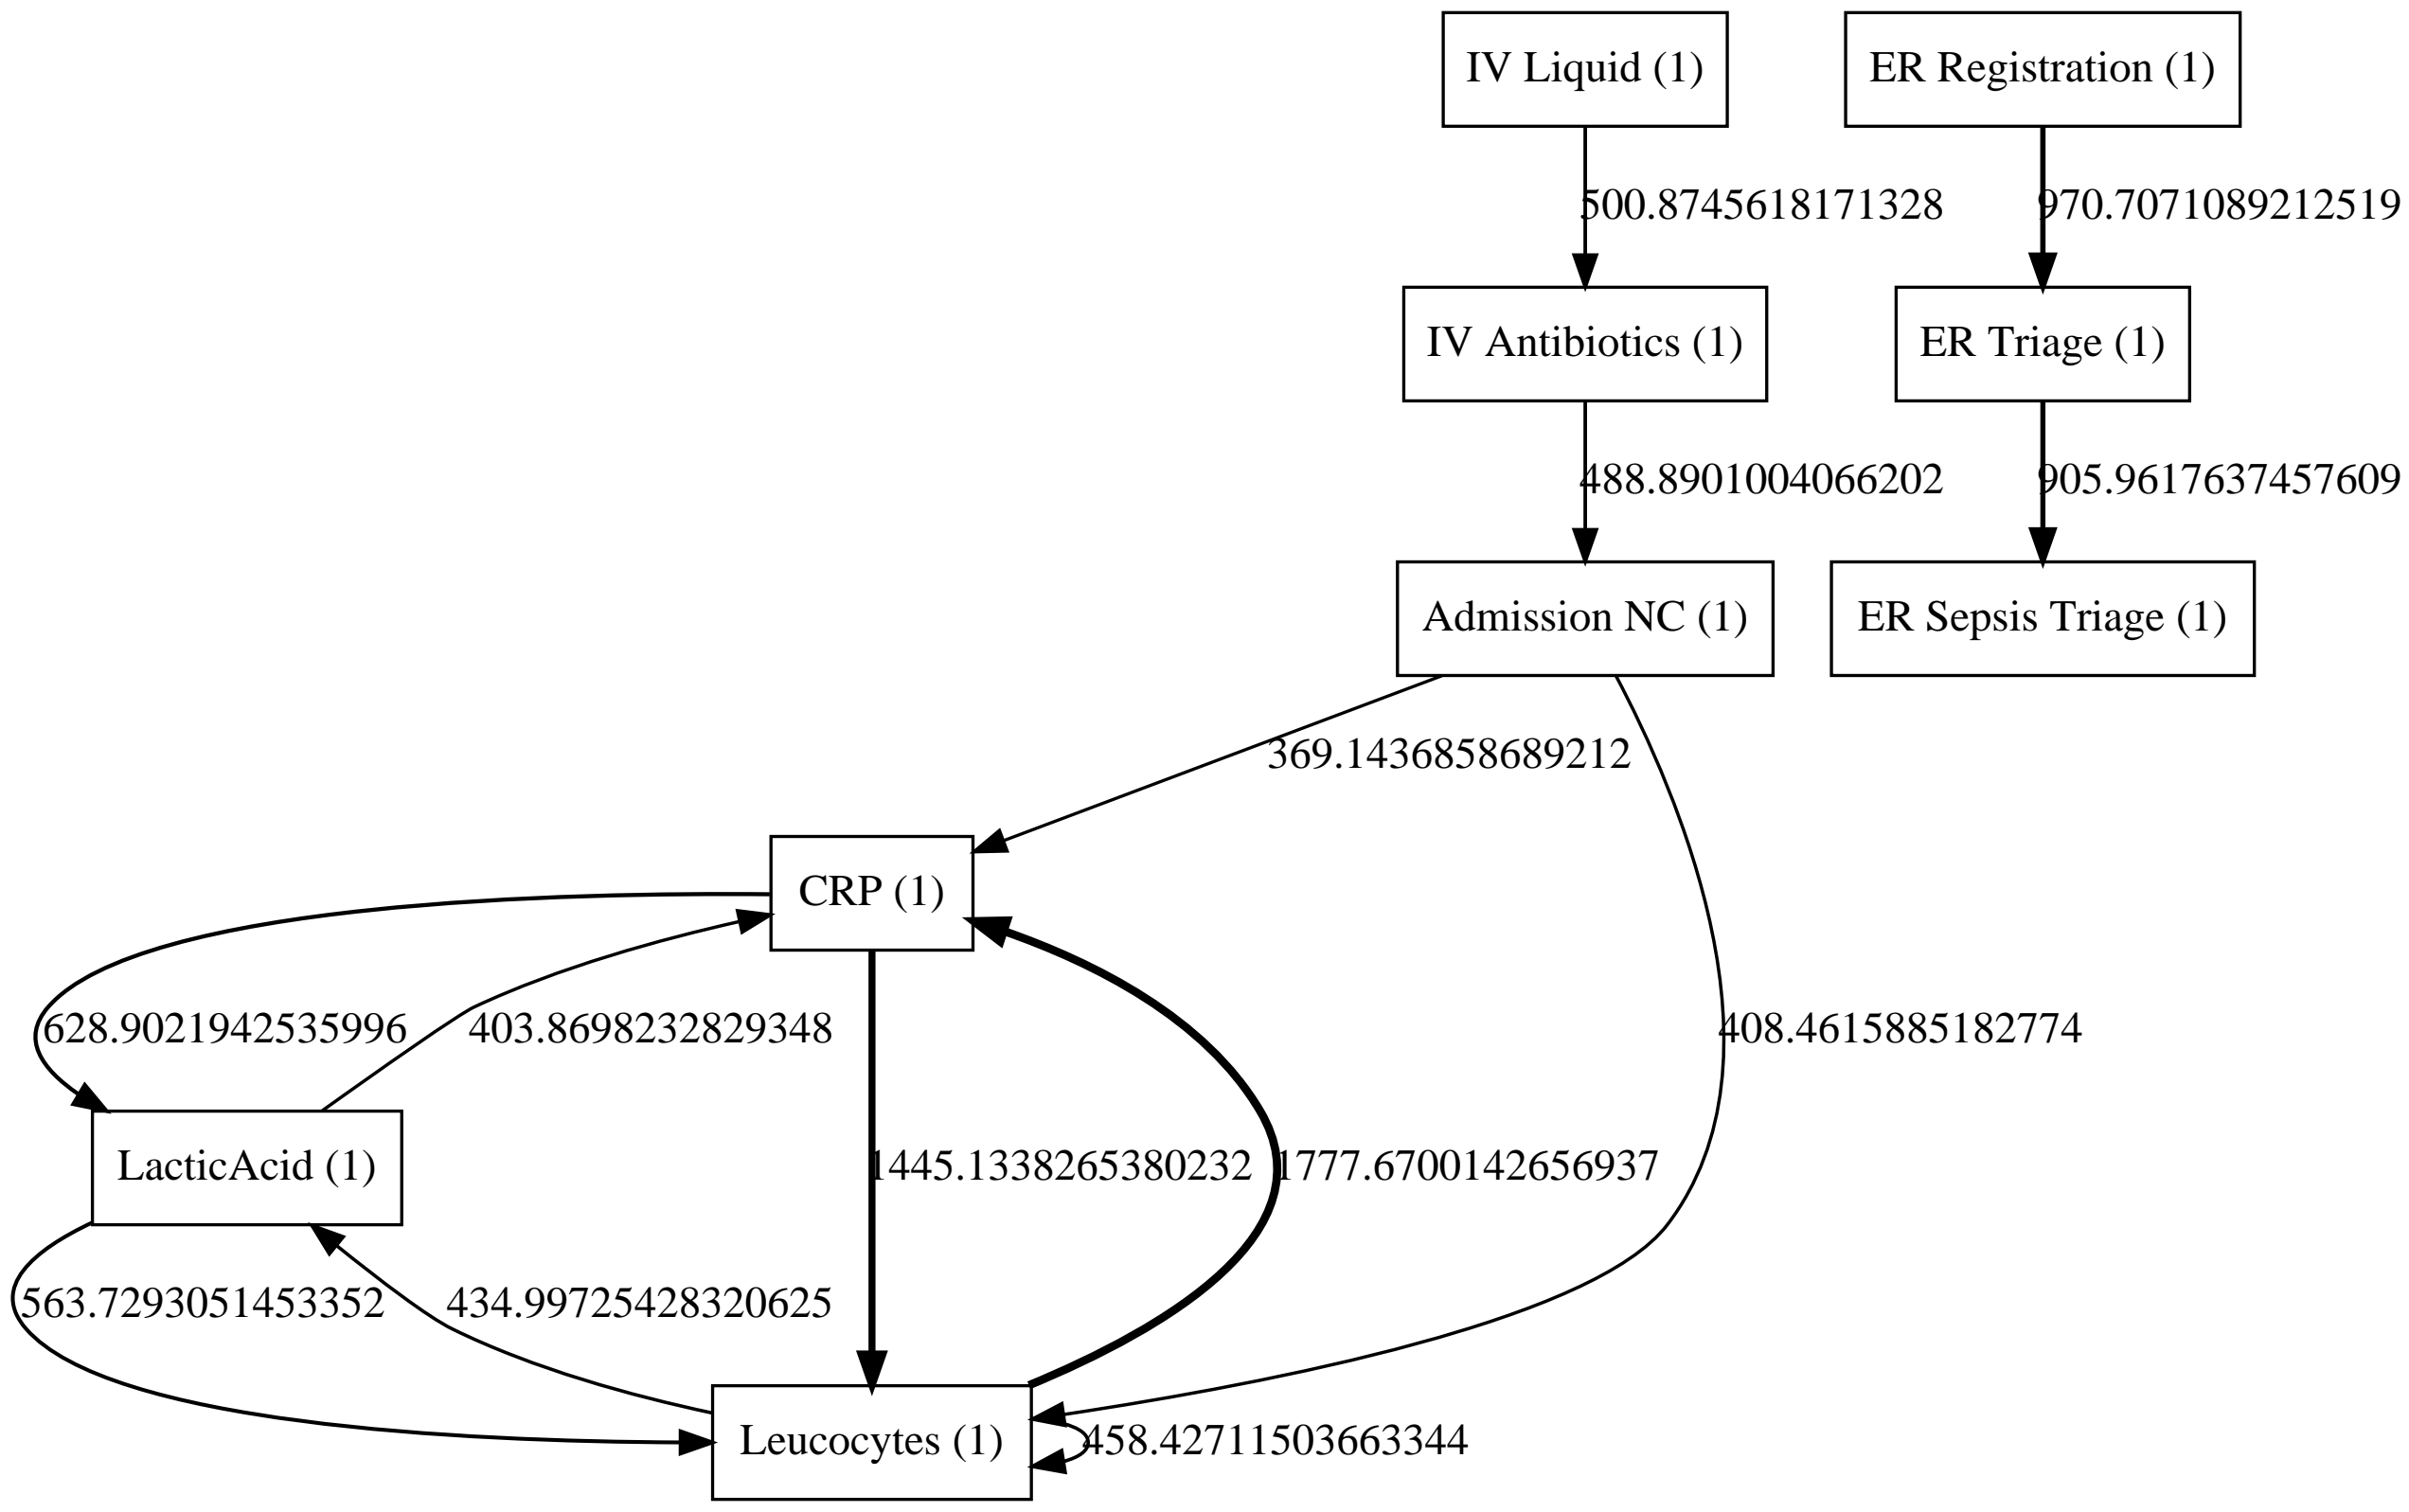 IV Liquid (1)
ER Registration (1)
500.8745618171328
970.7071089212519
IV Antibiotics (1)
ER Triage (1)
488.8901004066202
905.9617637457609
Admission NC (1)
ER Sepsis Triage (1)
369.1436858689212
CRP (1)
628.9021942535996
403.8698232829348
408.4615885182774
LacticAcid (1)
1445.1338265380232
1777.6700142656937
563.7293051453352
434.99725428320625
Leucocytes (1)
458.42711503663344